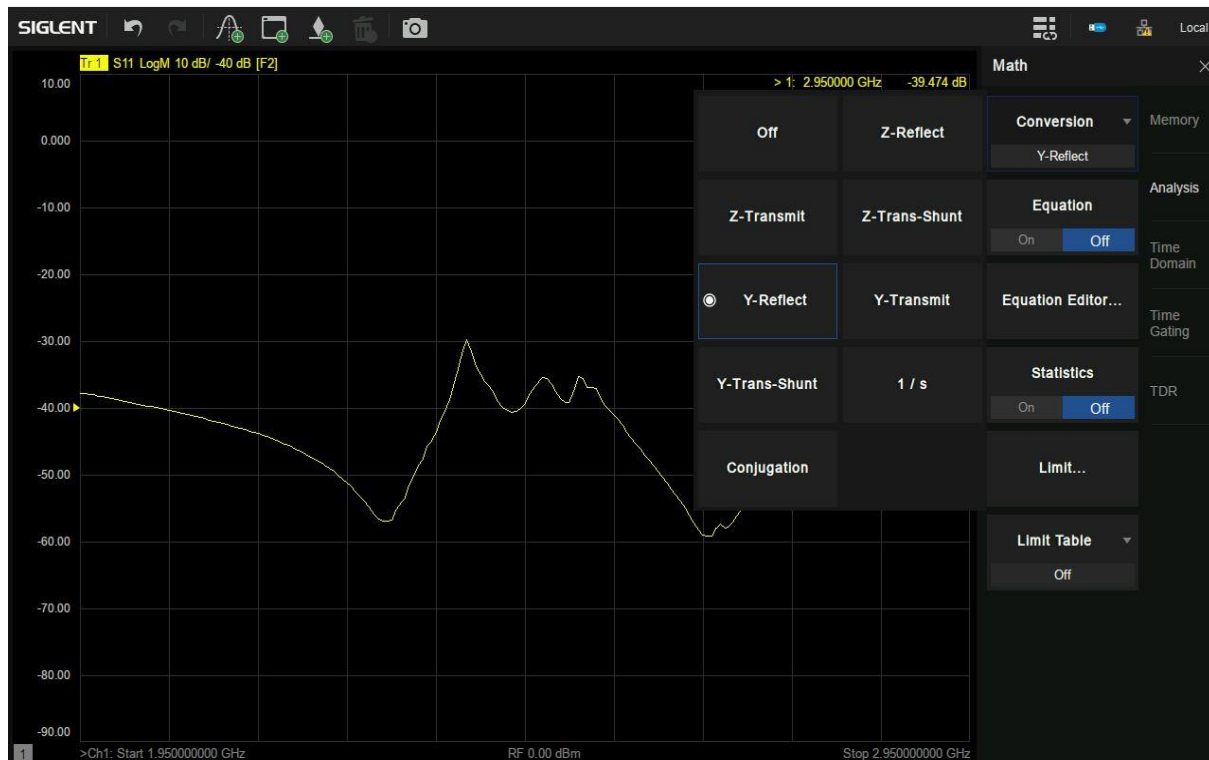 SIGLENT
Local
Tr 1 S11 LogM 10 dB/ -40 dB [F2]
> 1: 2.950000 GHz -39.474 dB
10.00
0.000
-10.00
-20.00
-30.00
-40.00
-50.00
-60.00
-70.00
-80.00
-90.00
Off
Z-Reflect
Z-Transmit
Z-Trans-Shunt
Y-Reflect
Y-Transmit
Y-Trans-Shunt
1 / s
Conjugation
Math
Conversion
Y-Reflect
Equation
On Off
Equation Editor...
Statistics
On Off
Limit...
Limit Table
Off
Memory
Analysis
Time
Domain
Time
Gating
TDR
1
>Ch1: Start 1.950000000 GHz
RF 0.00 dBm
Stop 2.950000000 GHz